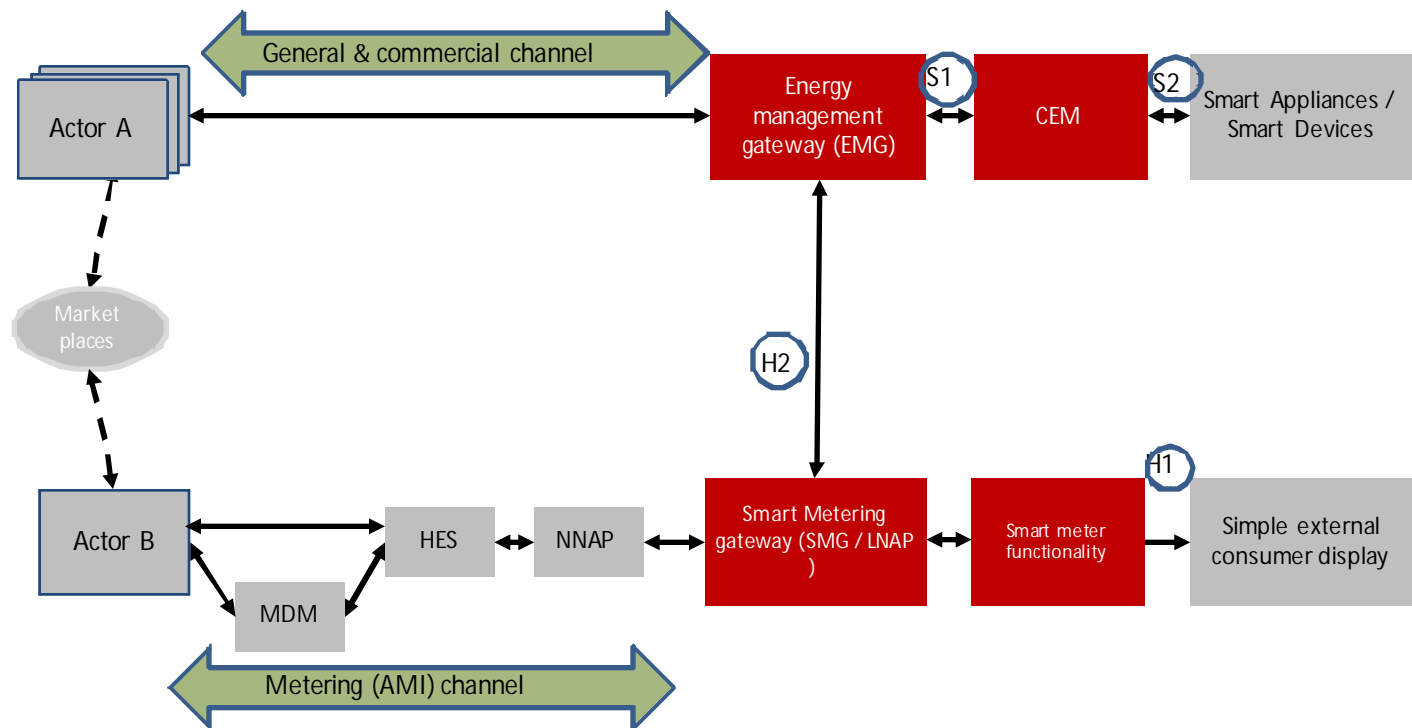 General & commercial channel
Actor A
Energy
management
gateway (EMG)
S1
CEM
S2
Smart Appliances /
Smart Devices
Market
places
H2
Actor B
HES
NNAP
MDM
Smart Metering
gateway (SMG / LNAP
)
Smart meter
functionality
H1
Simple external
consumer display
Metering (AMI) channel